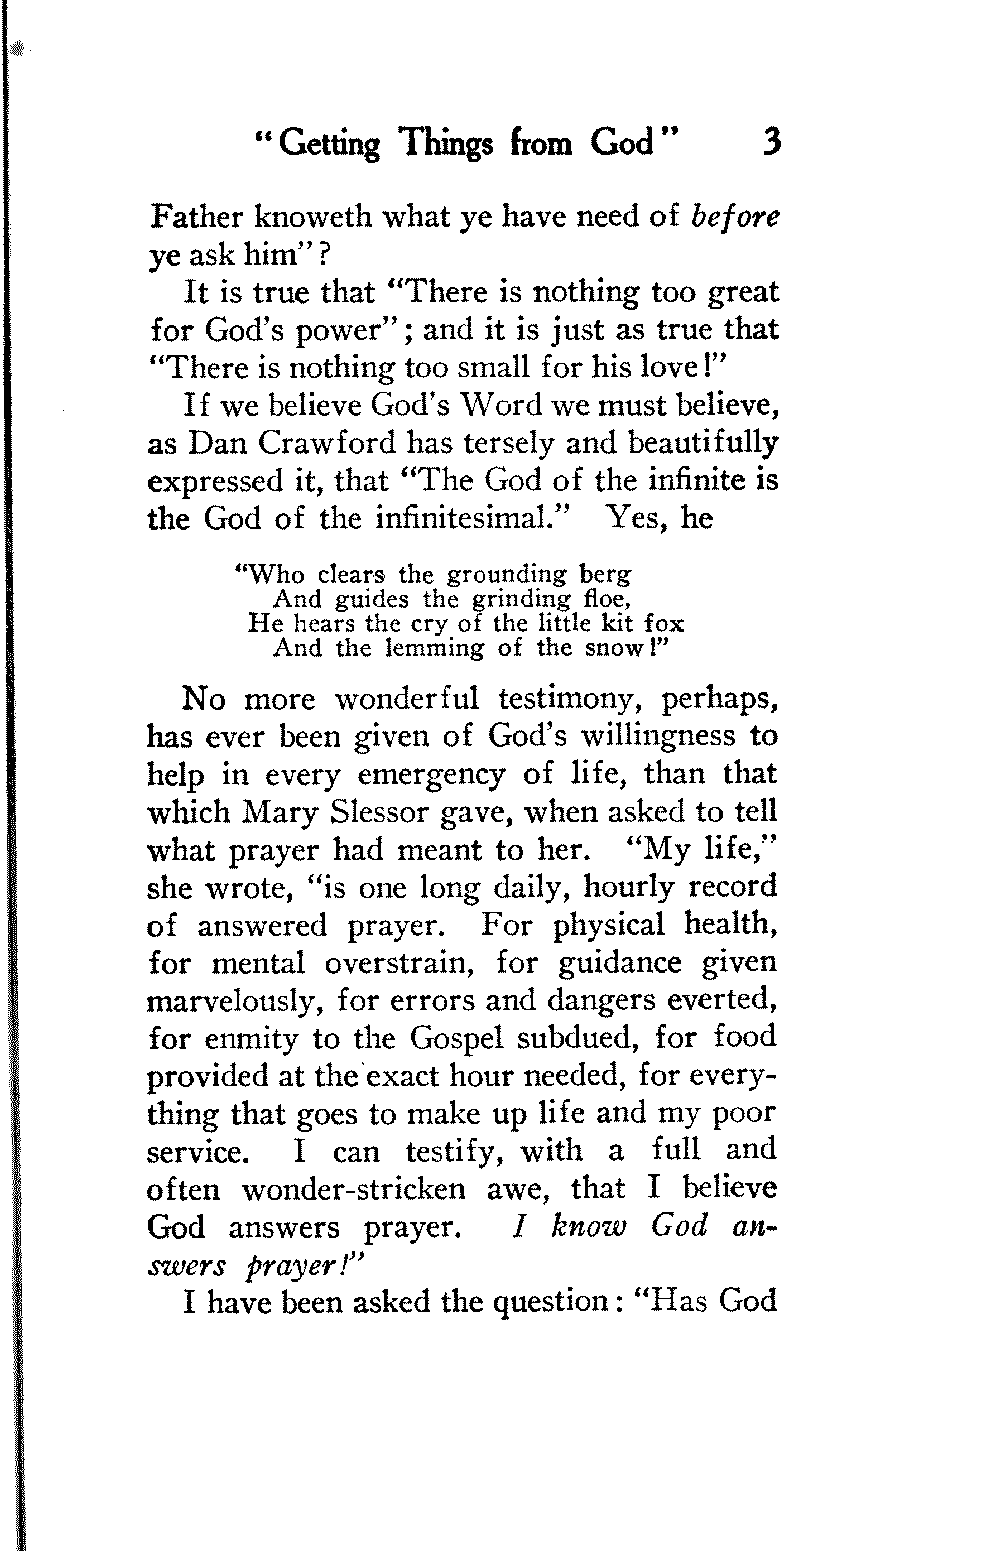 "Getting Things from God" 3
Father knoweth what ye have need of before
ye ask him"?
It is true that "There is nothing too great
for God's power"; and it is just as true that
"There is nothing too small for his love!"
If we believe God's Word we must believe,
as Dan Crawford has tersely and beautifully
expressed it, that "The God of the infinite is
the God of the infinitesimal." Yes, he
"Who clears the grounding berg
And guides the grinding floe,
He hears the cry of the little kit fox
And the lemming of the snow!"
No more wonderful testimony, perhaps,
has ever been given of God's willingness to
help in every emergency of life, than that
which Mary Slessor gave, when asked to tell
what prayer had meant to her. "My life,"
she wrote, "is one long daily, hourly record
of answered prayer. For physical health,
for mental overstrain, for guidance given
marvelously, for errors and dangers everted,
for enmity to the Gospel subdued, for food
provided at the exact hour needed, for every-
thing that goes to make up life and my poor
service. I can testify, with a full and
often wonder-stricken awe, that I believe
God answers prayer. I know God an-
swers prayer!"
I have been asked the question: "Has God